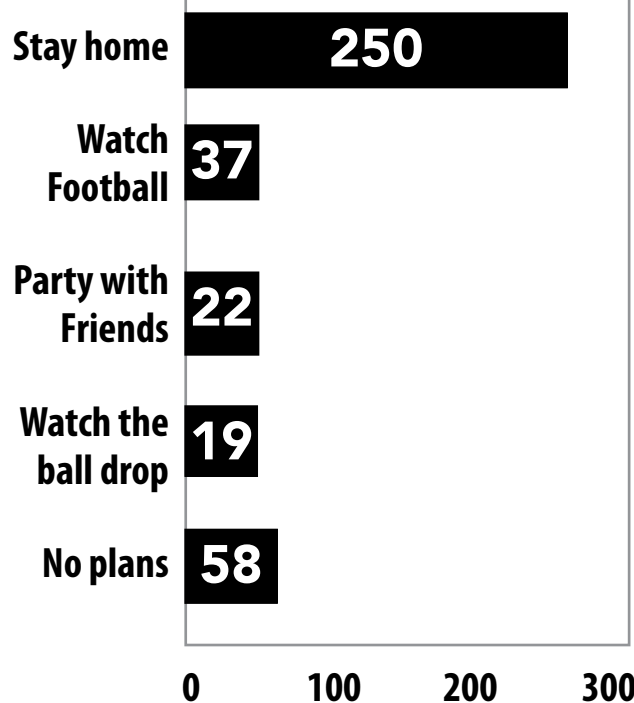 Stay home 250
Watch
Football 37
Party with
Friends 22
Watch the
ball drop 19
No plans 58
0 100 200 300